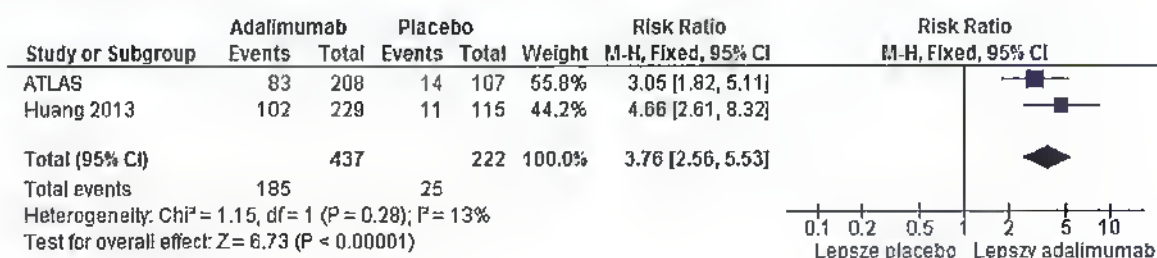 Adalimumab Placebo Risk Ratio Risk Ratio
Study or Subgroup Events Total Events Total Weight M-H, Fixed, 95% CI M-H, Fixed, 95% CI
ATLAS 83 208 14 107 55.8% 3.05 [1.82, 5.11]
Huang 2013 102 229 11 115 44.2% 4.66 [2.61, 8.32]
Total (95% CI) 437 222 100.0% 3.76 [2.56, 5.53]
Total events 185 25
Heterogeneity: Chi² = 1.15, df = 1 (P = 0.28); I² = 13%
Test for overall effect: Z = 6.73 (P < 0.00001)
0.1 0.2 0.5 1 2 5 10
Lepsze placebo Lepszy adalimumab